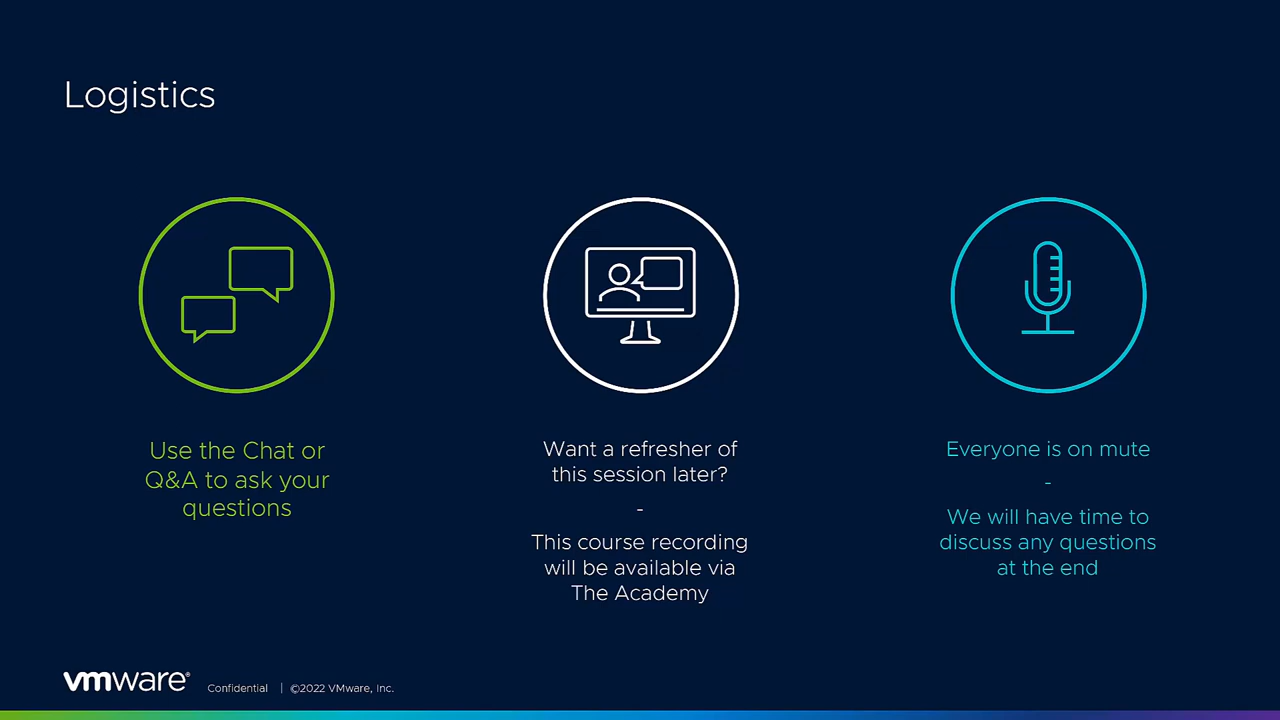 Logistics
Use the Chat or
Q&A to ask your
questions
Want a refresher of
this session later?
-
This course recording
will be available via
The Academy
Everyone is on mute
-
We will have time to
discuss any questions
at the end
vmware® Confidential | ©2022 VMware, Inc.